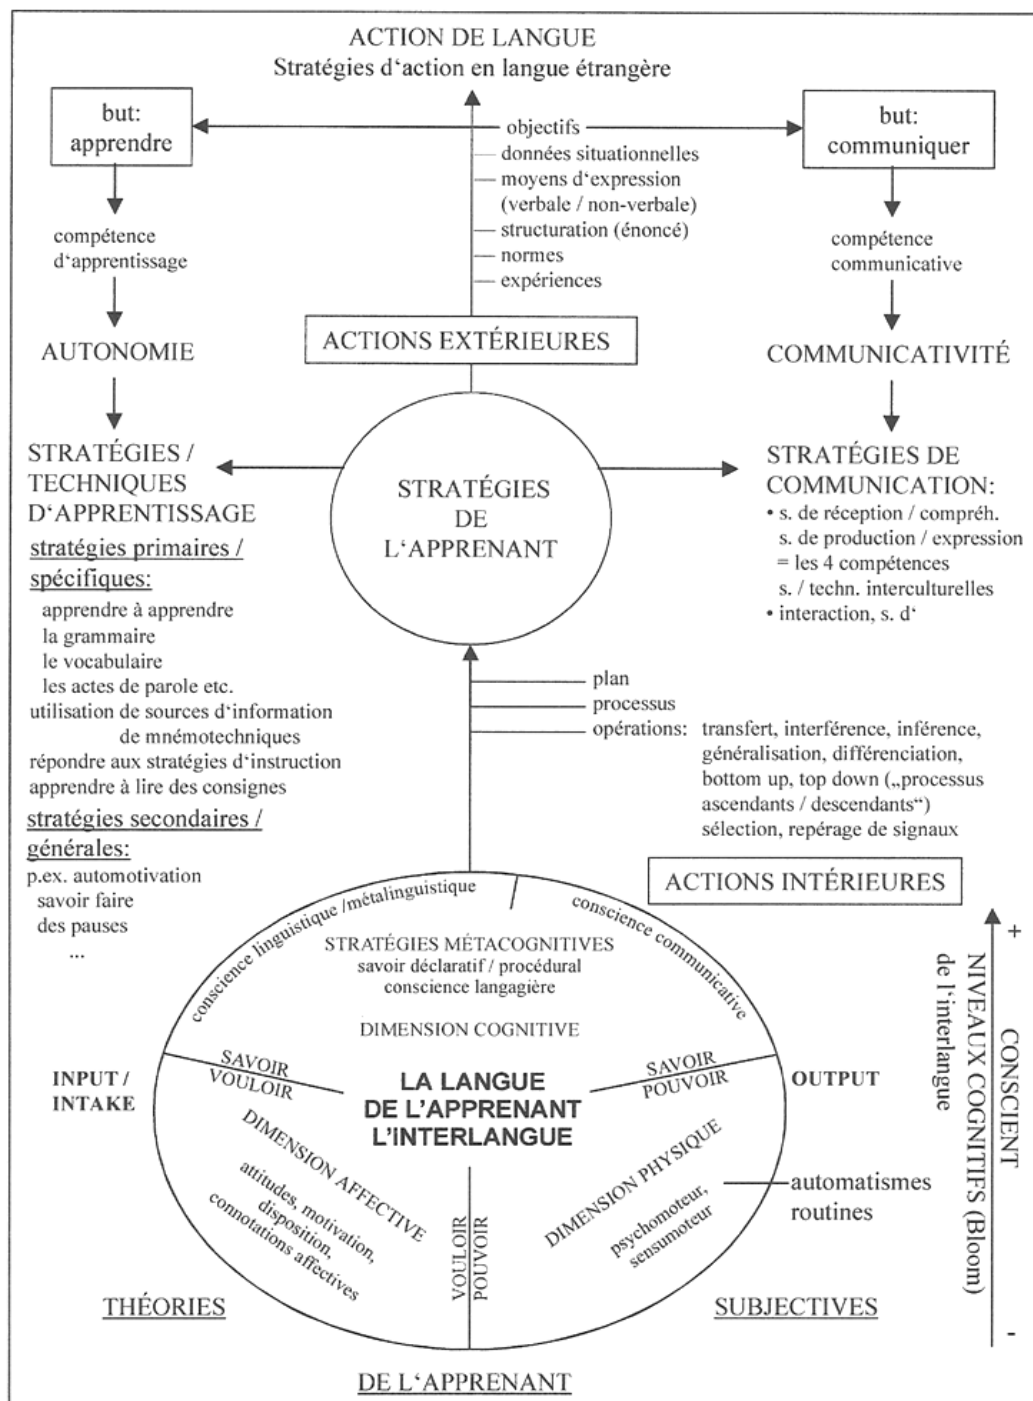 ACTION DE LANGUE
Stratégies d‘action en langue étrangère
but:
apprendre
objectifs
données situationnelles
moyens d‘expression
(verbale / non-verbale)
structuration (énoncé)
normes
expériences
but:
communiquer
compétence
d‘apprentissage
compétence
communicative
ACTIONS EXTÉRIEURES
AUTONOMIE
COMMUNICATIVITÉ
STRATÉGIES /
TECHNIQUES
D‘APPRENTISSAGE
STRATÉGIES
DE
L‘APPRENANT
STRATÉGIES DE
COMMUNICATION:
• s. de réception / compréh.
s. de production / expression
= les 4 compétences
s. / techn. interculturelles
• interaction, s. d‘
stratégies primaires /
spécifiques:
apprendre à apprendre
la grammaire
le vocabulaire
les actes de parole etc.
utilisation de sources d‘information
de mnémotechniques
répondre aux stratégies d‘instruction
apprendre à lire des consignes
stratégies secondaires /
générales:
p.ex. automotivation
savoir faire
des pauses
...
plan
processus
opérations: transfert, interférence, inférence,
généralisation, différenciation,
bottom up, top down („processus
ascendants / descendants“)
sélection, repérage de signaux
ACTIONS INTÉRIEURES
conscience linguistique /métalinguistique
conscience communicative
STRATÉGIES MÉTACOGNITIVES
savoir déclaratif / procédural
conscience langagière
DIMENSION COGNITIVE
SAVOIR
VOULOIR
SAVOIR
POUVOIR
INPUT /
INTAKE
OUTPUT
LA LANGUE
DE L’APPRENANT
L’INTERLANGUE
DIMENSION AFFECTIVE
attitudes, motivation,
disposition,
connotations affectives
VOULOIR
POUVOIR
DIMENSION PHYSIQUE
psychomoteur,
sensumoteur
automatismes
routines
+
CONSCIENT
NIVEAUX COGNITIFS (Bloom)
de l‘interlangue
-
THÉORIES
SUBJECTIVES
DE L‘APPRENANT